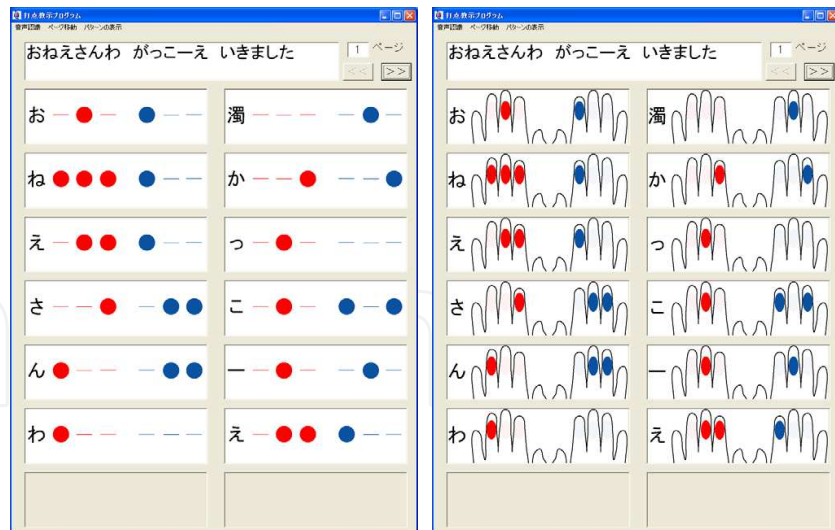 打点教示プログラム
音声認識 ページ移動 パターンの表示
おねえさんわ がっこーえ いきました
1 ページ
<< >>
お
ね
え
さ
ん
わ
濁
か
っ
こ
ー
え
打点教示プログラム
音声認識 ページ移動 パターンの表示
おねえさんわ がっこーえ いきました
1 ページ
<< >>
お
ね
え
さ
ん
わ
濁
か
っ
こ
ー
え